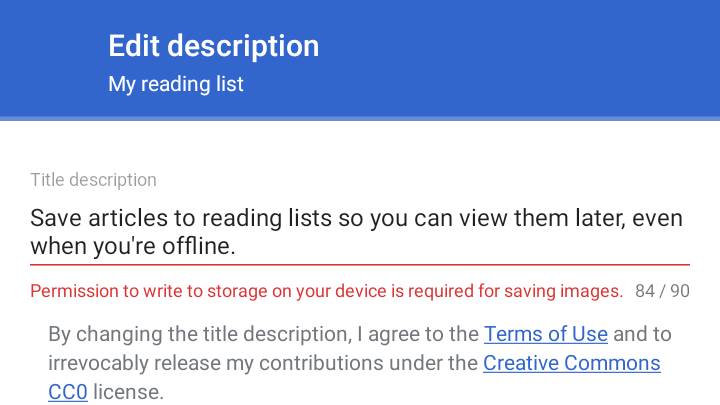 Edit description
My reading list
Title description
Save articles to reading lists so you can view them later, even
when you're offline.
Permission to write to storage on your device is required for saving images. 84 / 90
By changing the title description, I agree to the Terms of Use and to
irrevocably release my contributions under the Creative Commons
CC0 license.